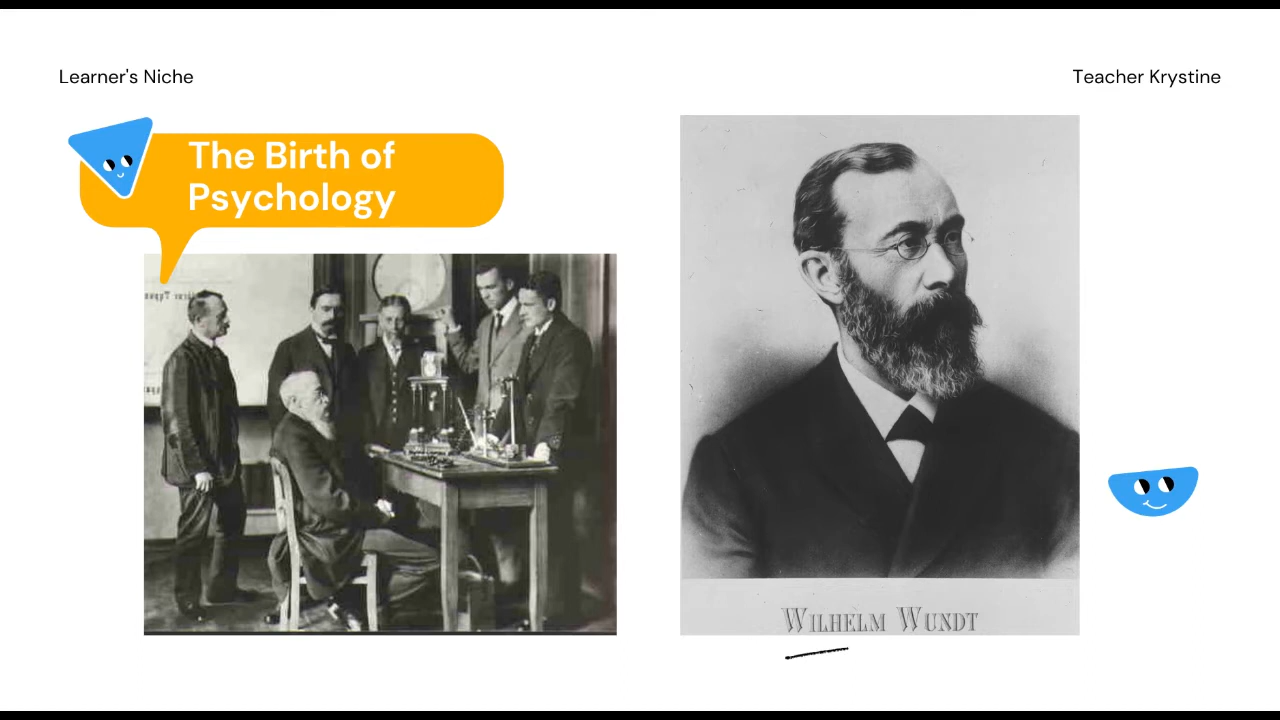 Learner's Niche
Teacher Krystine
The Birth of
Psychology
WILHELM WUNDT